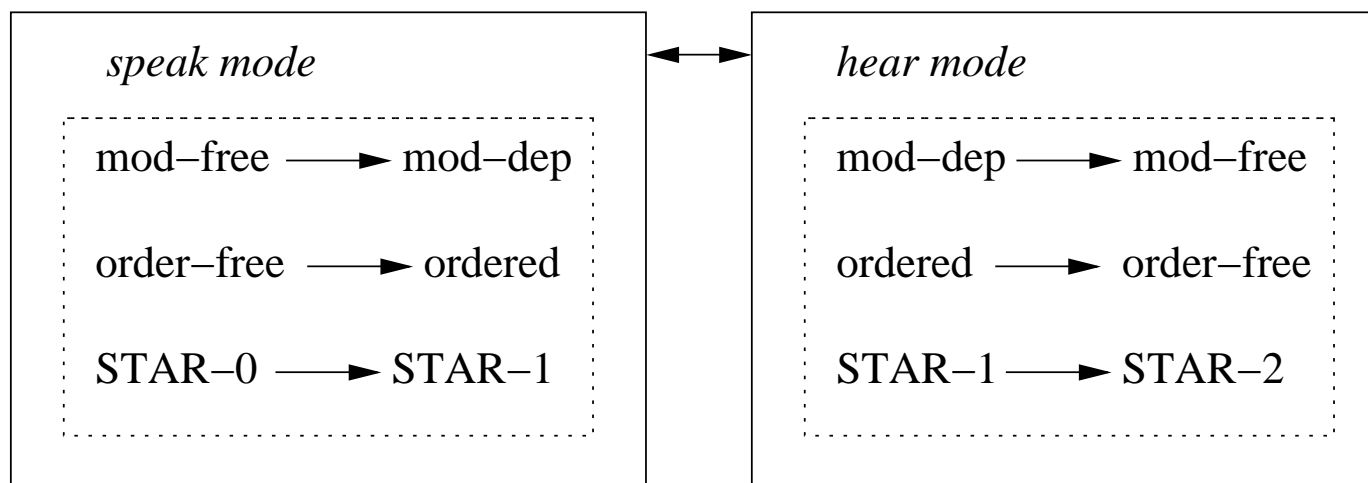 speak mode
mod−free mod−dep
order−free ordered
STAR−0 STAR−1
hear mode
mod−dep mod−free
ordered order−free
STAR−1 STAR−2